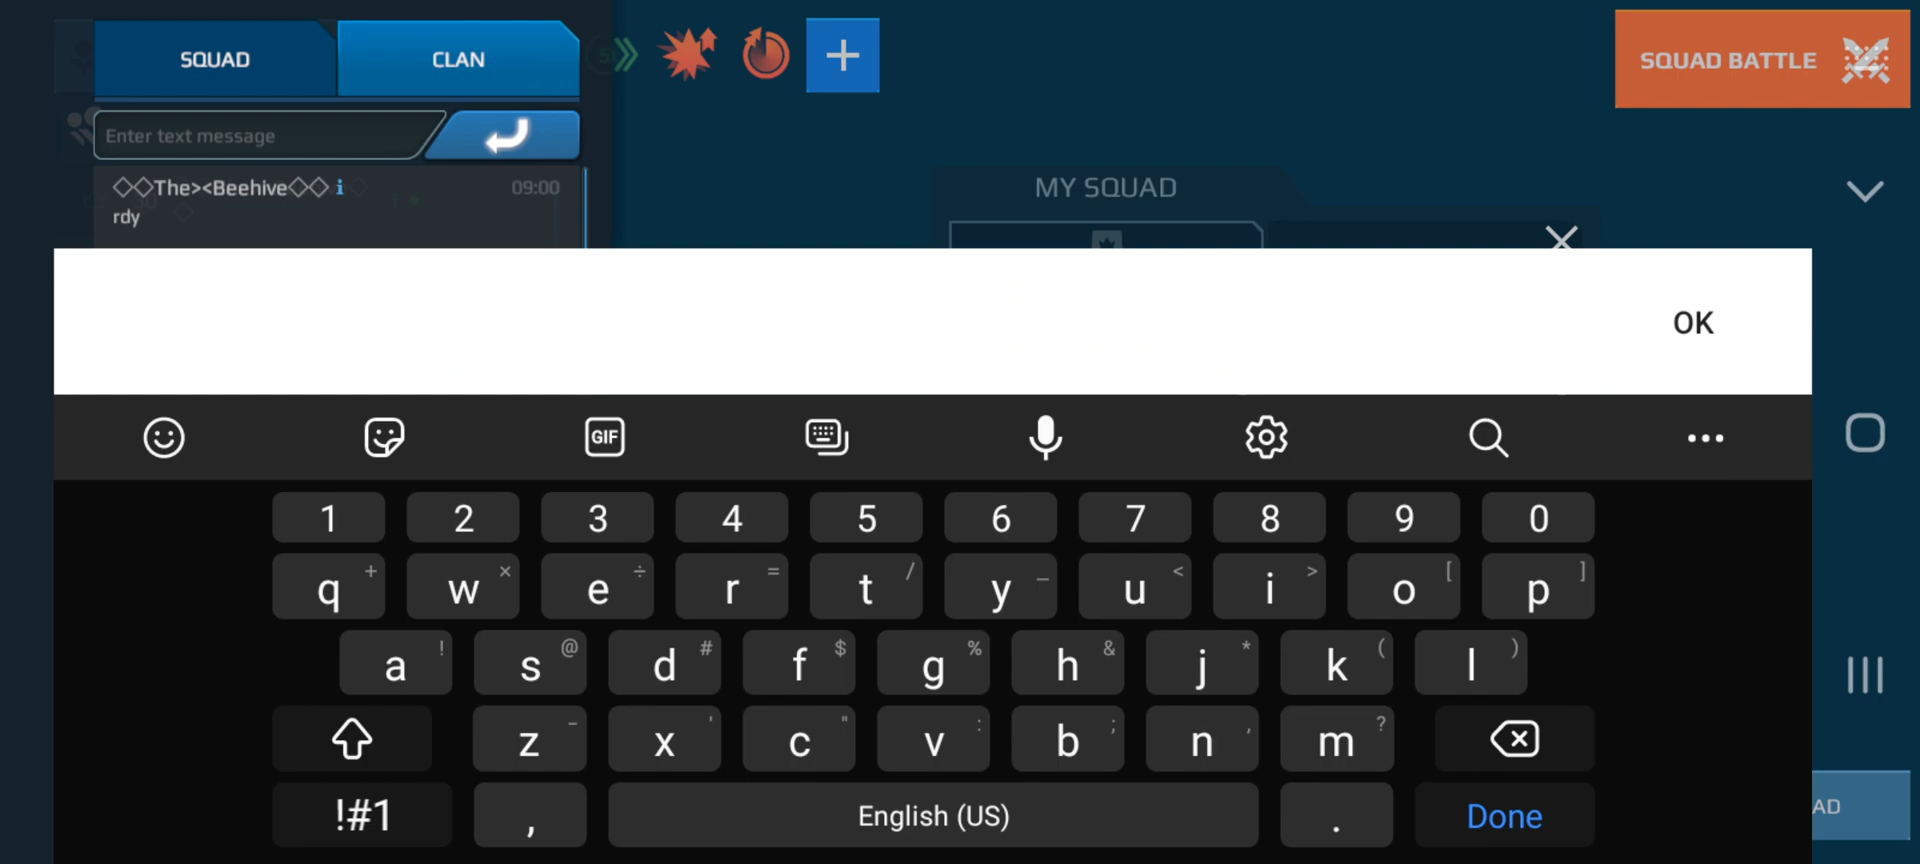 SQUAD
CLAN
SQUAD BATTLE
Enter text message
◇◇The><Beehive◇◇ i
09:00
rdy
MY SQUAD
OK
GIF
1 2 3 4 5 6 7 8 9 0
q + w × e ÷ r = t / y _ u < i > o [ p ]
a ! s @ d # f $ g % h & j * k ( l )
z - x ' c " v : b ; n , m ?
!#1 , English (US) . Done
AD